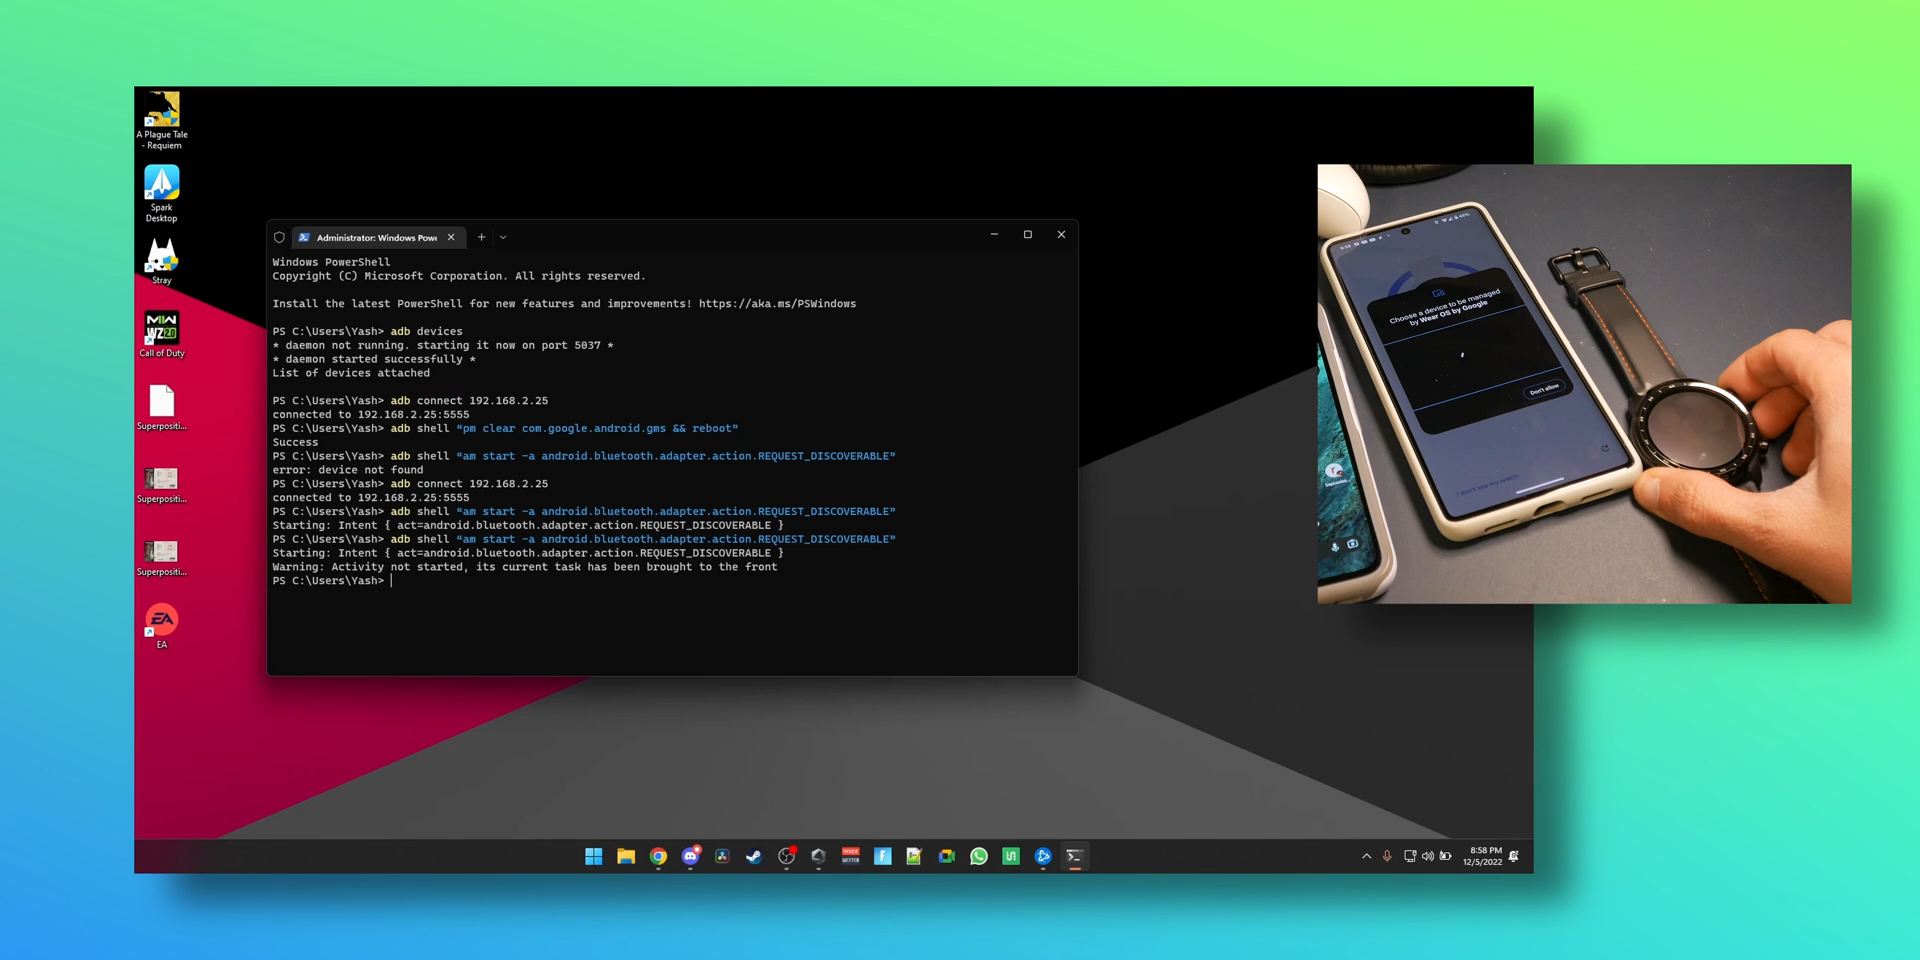 A Plague Tale
- Requiem
Spark
Desktop
Stray
MW
WZ 2.0
Call of Duty
Superpositi...
Superpositi...
Superpositi...
EA
EA
Administrator: Windows Pow
Windows PowerShell
Copyright (C) Microsoft Corporation. All rights reserved.
Install the latest PowerShell for new features and improvements! https://aka.ms/PSWindows
PS C:\Users\Yash> adb devices
* daemon not running. starting it now on port 5037 *
* daemon started successfully *
List of devices attached
PS C:\Users\Yash> adb connect 192.168.2.25
connected to 192.168.2.25:5555
PS C:\Users\Yash> adb shell “pm clear com.google.android.gms && reboot”
Success
PS C:\Users\Yash> adb shell “am start -a android.bluetooth.adapter.action.REQUEST_DISCOVERABLE”
error: device not found
PS C:\Users\Yash> adb connect 192.168.2.25
connected to 192.168.2.25:5555
PS C:\Users\Yash> adb shell “am start -a android.bluetooth.adapter.action.REQUEST_DISCOVERABLE”
Starting: Intent { act=android.bluetooth.adapter.action.REQUEST_DISCOVERABLE }
PS C:\Users\Yash> adb shell “am start -a android.bluetooth.adapter.action.REQUEST_DISCOVERABLE”
Starting: Intent { act=android.bluetooth.adapter.action.REQUEST_DISCOVERABLE }
Warning: Activity not started, its current task has been brought to the front
PS C:\Users\Yash>
Choose a device to be managed
by Wear OS by Google
Don't allow
I don't see my watch
8:58 PM
12/5/2022